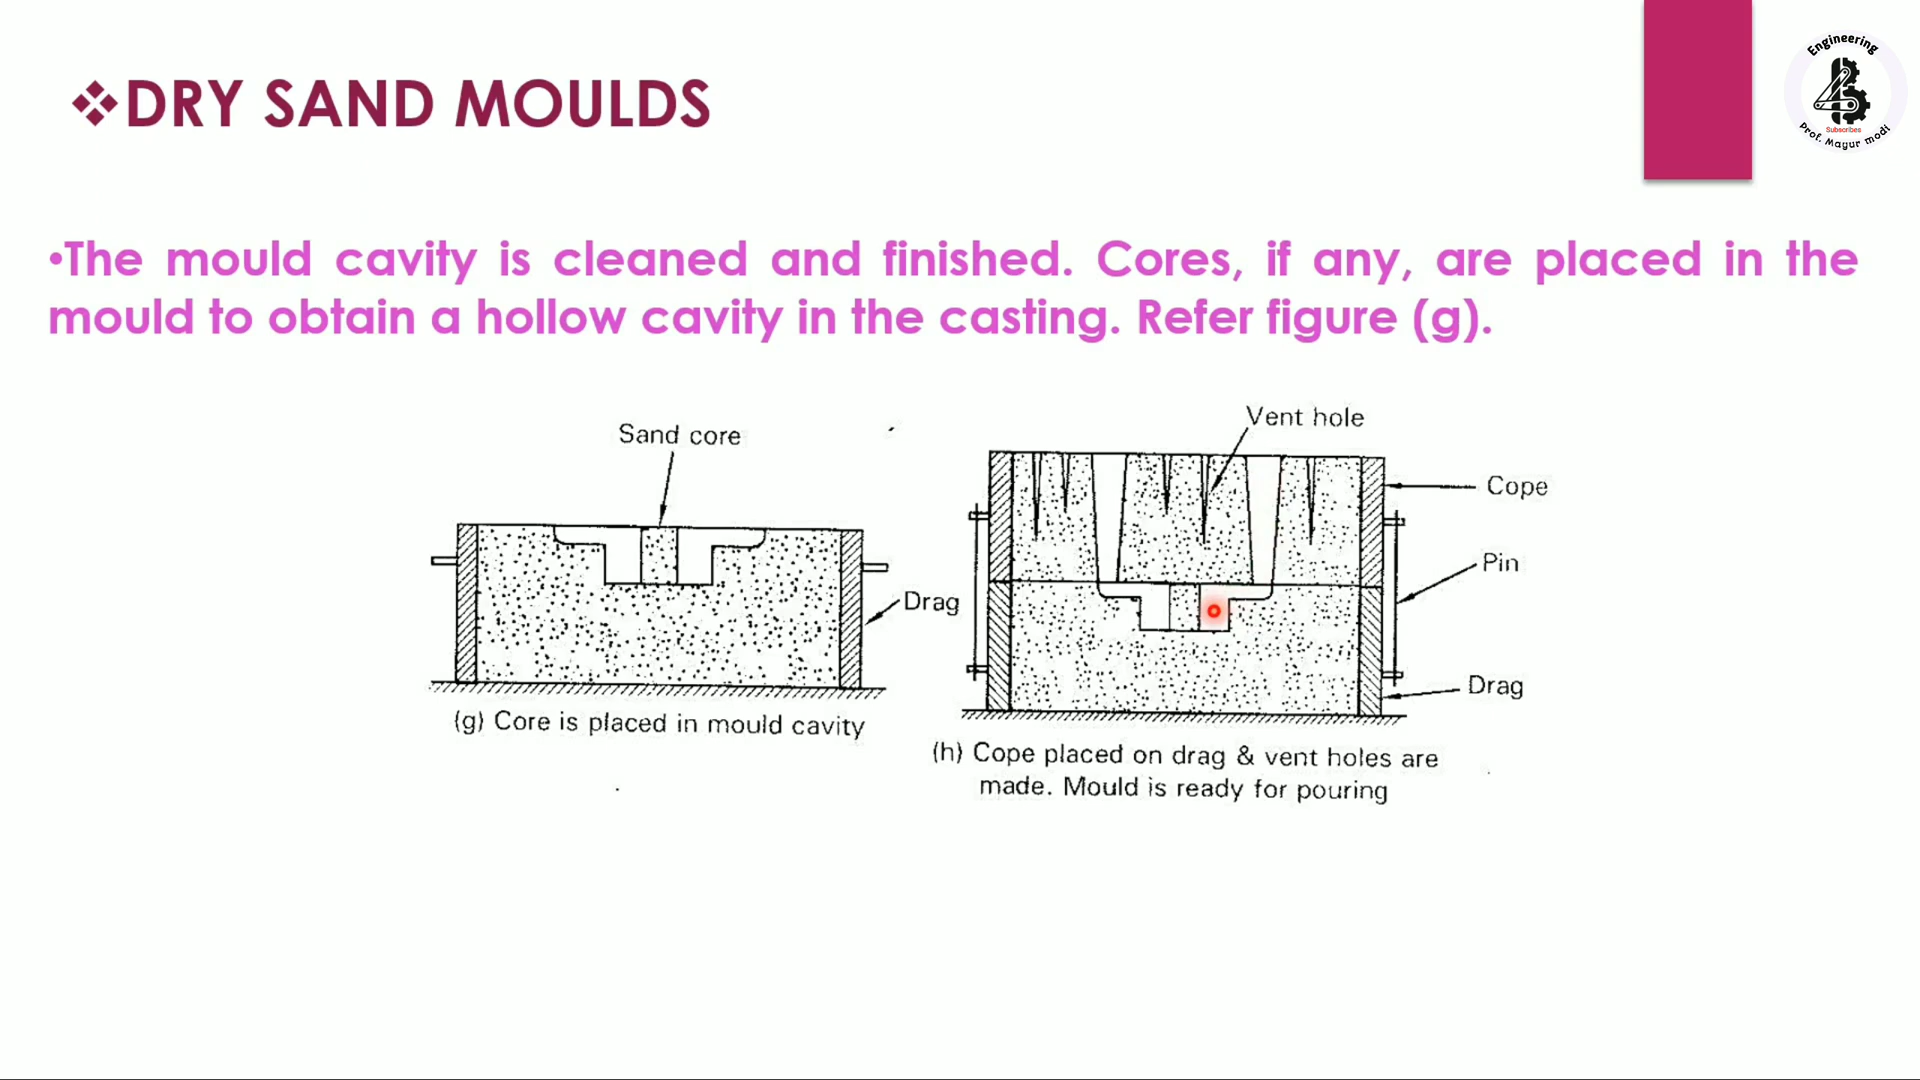 ❖DRY SAND MOULDS
Engineering
Subscribes
Prof. Mayur modi
•The mould cavity is cleaned and finished. Cores, if any, are placed in the
mould to obtain a hollow cavity in the casting. Refer figure (g).
Sand core
Drag
(g) Core is placed in mould cavity
Vent hole
Cope
Pin
Drag
(h) Cope placed on drag & vent holes are
made. Mould is ready for pouring